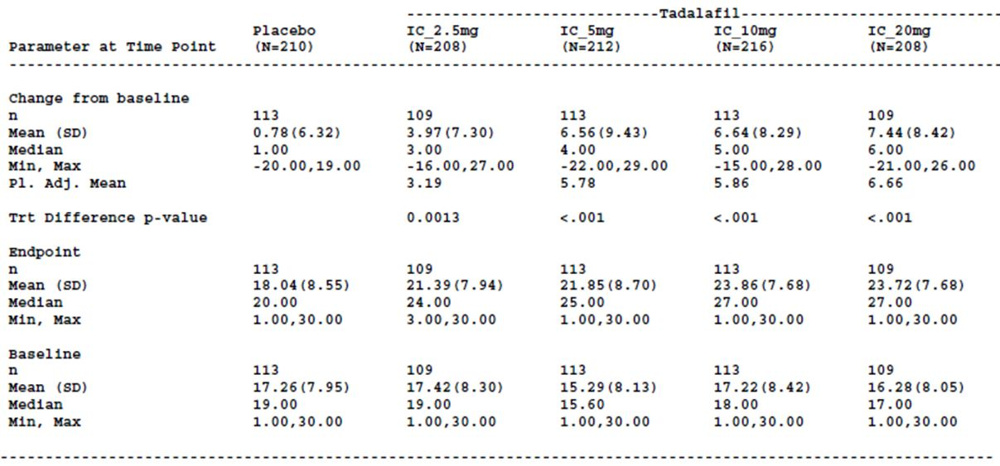 ---------------------------Tadalafil-----------------------------
Placebo IC_2.5mg IC_5mg IC_10mg IC_20mg
Parameter at Time Point (N=210) (N=208) (N=212) (N=216) (N=208)
Change from baseline
n 113 109 113 113 109
Mean (SD) 0.78(6.32) 3.97(7.30) 6.56(9.43) 6.64(8.29) 7.44(8.42)
Median 1.00 3.00 4.00 5.00 6.00
Min, Max -20.00,19.00 -16.00,27.00 -22.00,29.00 -15.00,28.00 -21.00,26.00
Pl. Adj. Mean 3.19 5.78 5.86 6.66
Trt Difference p-value 0.0013 <.001 <.001 <.001
Endpoint
n 113 109 113 113 109
Mean (SD) 18.04(8.55) 21.39(7.94) 21.85(8.70) 23.86(7.68) 23.72(7.68)
Median 20.00 24.00 25.00 27.00 27.00
Min, Max 1.00,30.00 3.00,30.00 1.00,30.00 1.00,30.00 1.00,30.00
Baseline
n 113 109 113 113 109
Mean (SD) 17.26(7.95) 17.42(8.30) 15.29(8.13) 17.22(8.42) 16.28(8.05)
Median 19.00 19.00 15.60 18.00 17.00
Min, Max 1.00,30.00 1.00,30.00 1.00,30.00 1.00,30.00 1.00,30.00